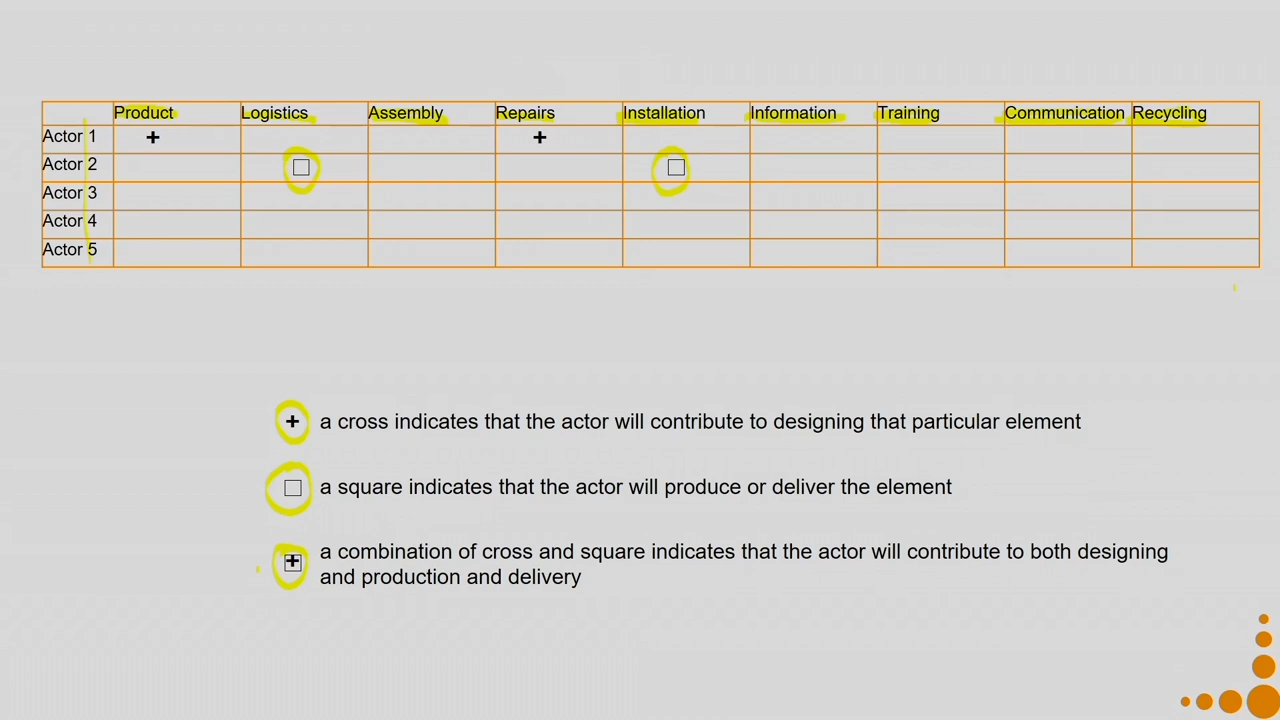 Product Logistics Assembly Repairs Installation Information Training Communication Recycling
Actor 1 + +
Actor 2 □ □
Actor 3
Actor 4
Actor 5
+ a cross indicates that the actor will contribute to designing that particular element
□ a square indicates that the actor will produce or deliver the element
⊞ a combination of cross and square indicates that the actor will contribute to both designing
and production and delivery